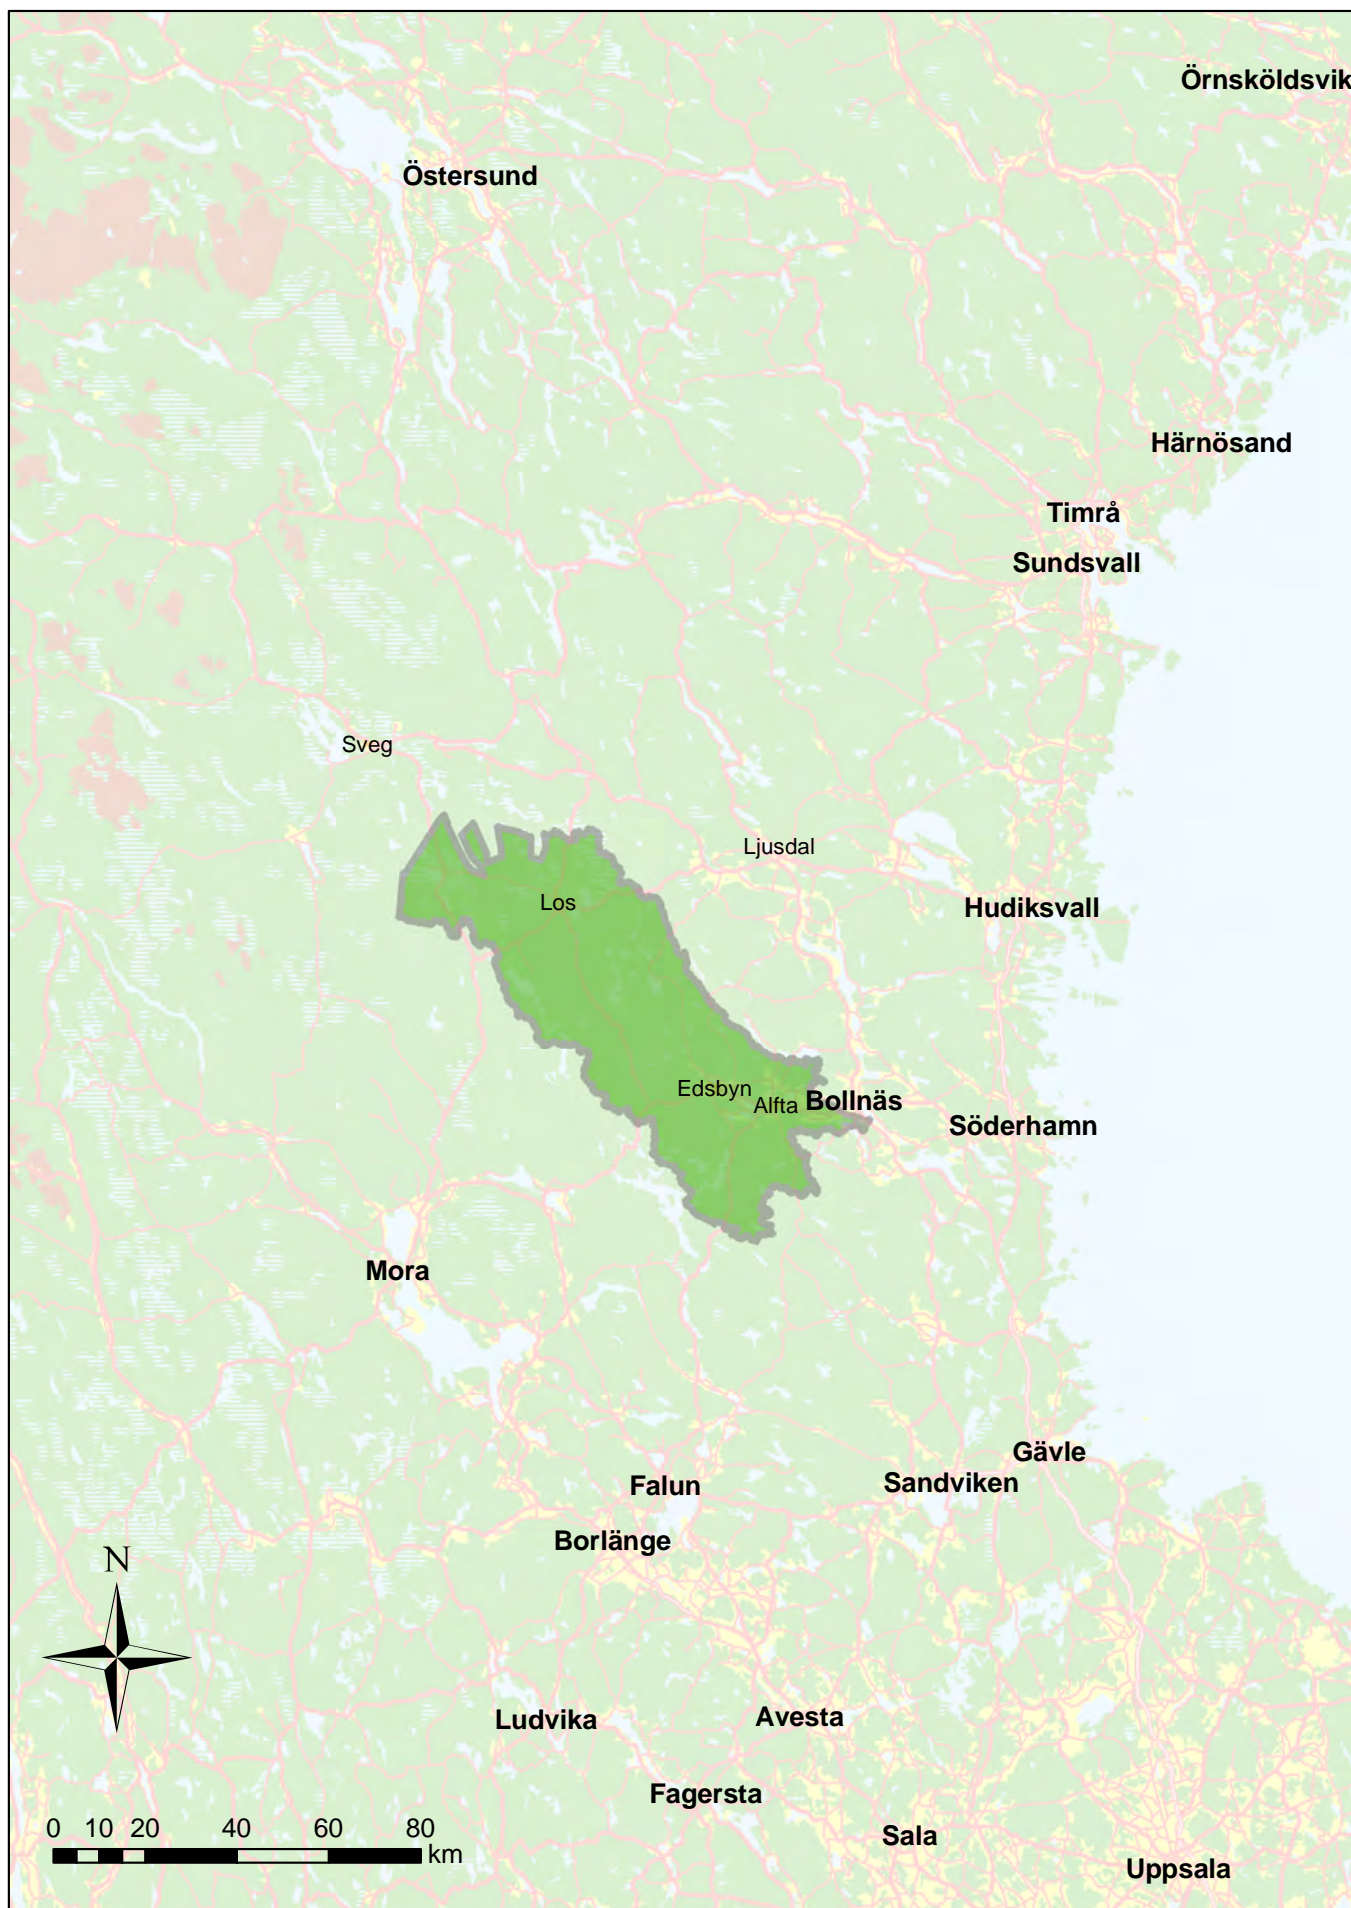 Örnsköldsvik
Östersund
Härnösand
Timrå
Sundsvall
Sveg
Ljusdal
Los
Hudiksvall
Edsbyn
Alfta
Bollnäs
Söderhamn
Mora
Gävle
Falun
Sandviken
Borlänge
N
Ludvika
Avesta
Fagersta
0 10 20 40 60 80
km
Sala
Uppsala